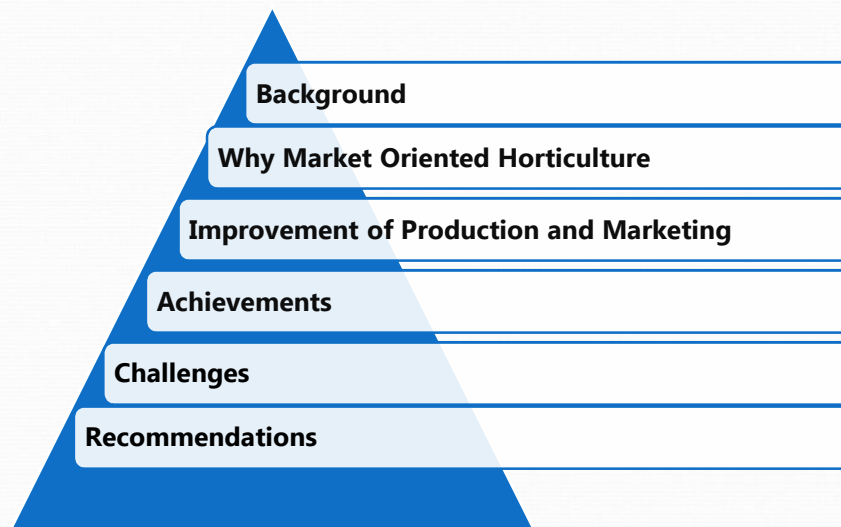 Background
Why Market Oriented Horticulture
Improvement of Production and Marketing
Achievements
Challenges
Recommendations